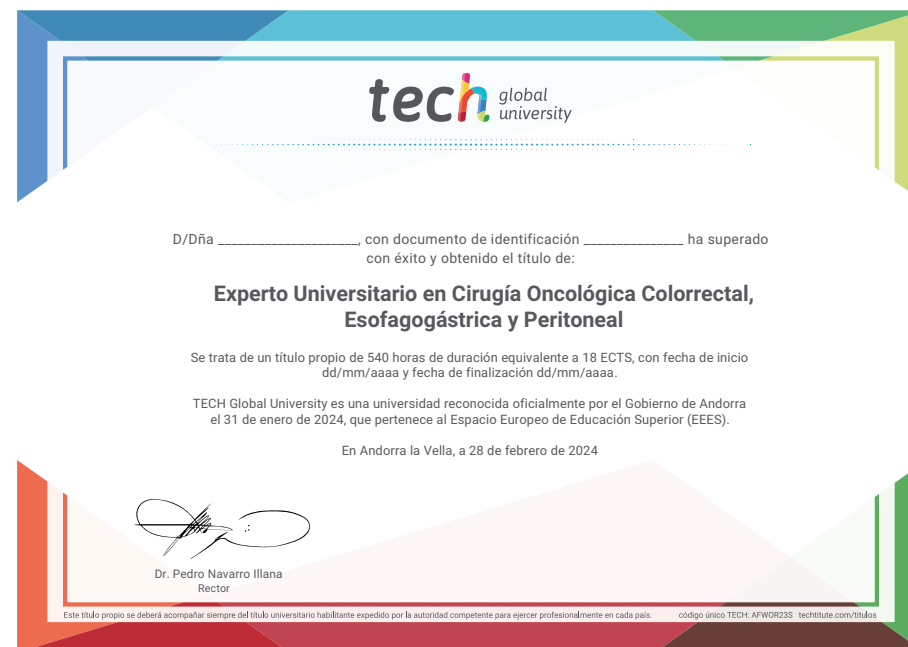 tech global
university
D/Dña _____________________, con documento de identificación _______________ ha superado
con éxito y obtenido el título de:
Experto Universitario en Cirugía Oncológica Colorrectal,
Esofagogástrica y Peritoneal
Se trata de un título propio de 540 horas de duración equivalente a 18 ECTS, con fecha de inicio
dd/mm/aaaa y fecha de finalización dd/mm/aaaa.
TECH Global University es una universidad reconocida oficialmente por el Gobierno de Andorra
el 31 de enero de 2024, que pertenece al Espacio Europeo de Educación Superior (EEES).
En Andorra la Vella, a 28 de febrero de 2024
Dr. Pedro Navarro Illana
Rector
Este título propio se deberá acompañar siempre del título universitario habilitante expedido por la autoridad competente para ejercer profesionalmente en cada país. código único TECH: AFWOR23S techtitute.com/titulos